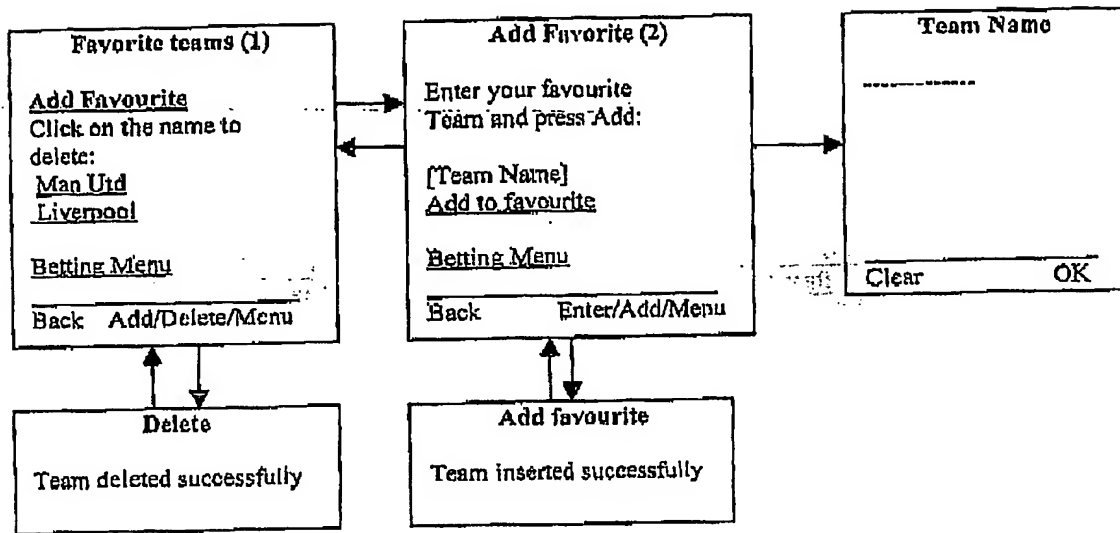 Favorite teams (1)
Add Favourite
Click on the name to
delete:
Man Utd
Liverpool
Betting Menu
Back Add/Delete/Menu
Add Favorite (2)
Enter your favourite
Team and press Add:
[Team Name]
Add to favourite
Betting Menu
Back Enter/Add/Menu
Team Name
Clear OK
Delete
Team deleted successfully
Add favourite
Team inserted successfully